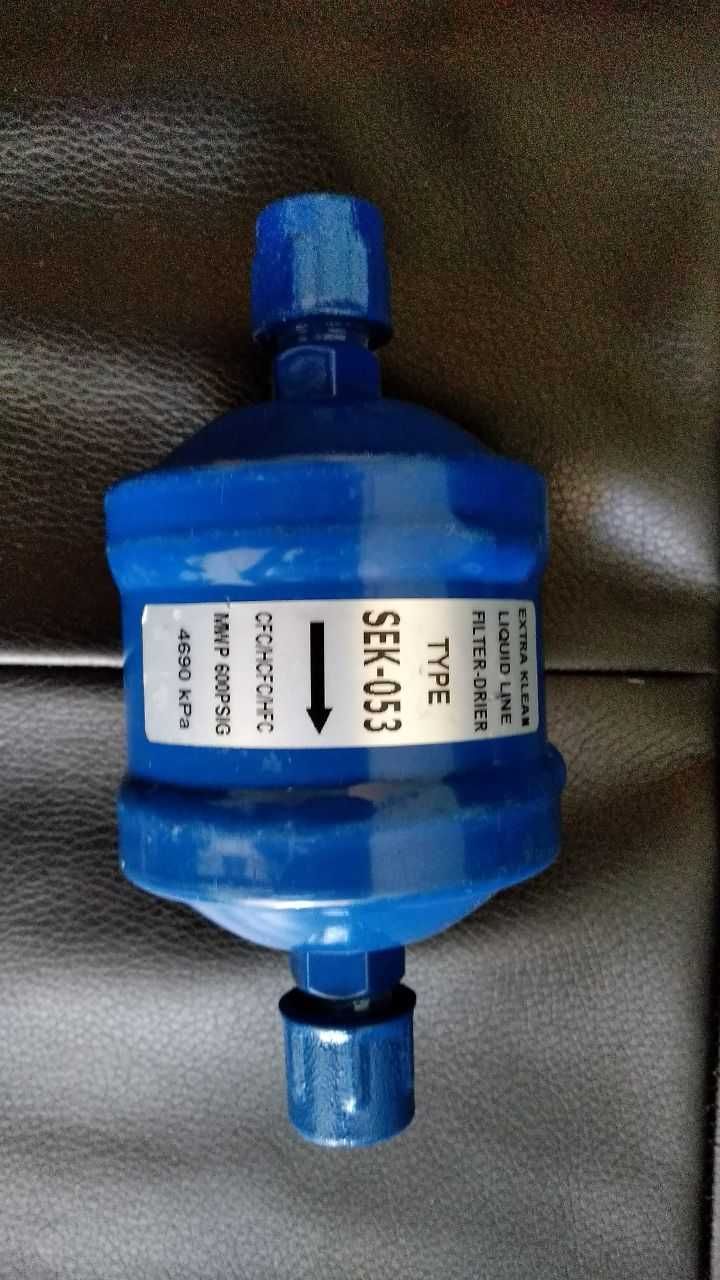 EXTRA KLEAN
LIQUID LINE
FILTER-DRIER
TYPE
SEK-053
CFC/HCFC/HFC
MWP 600PSIG
4690 kPa